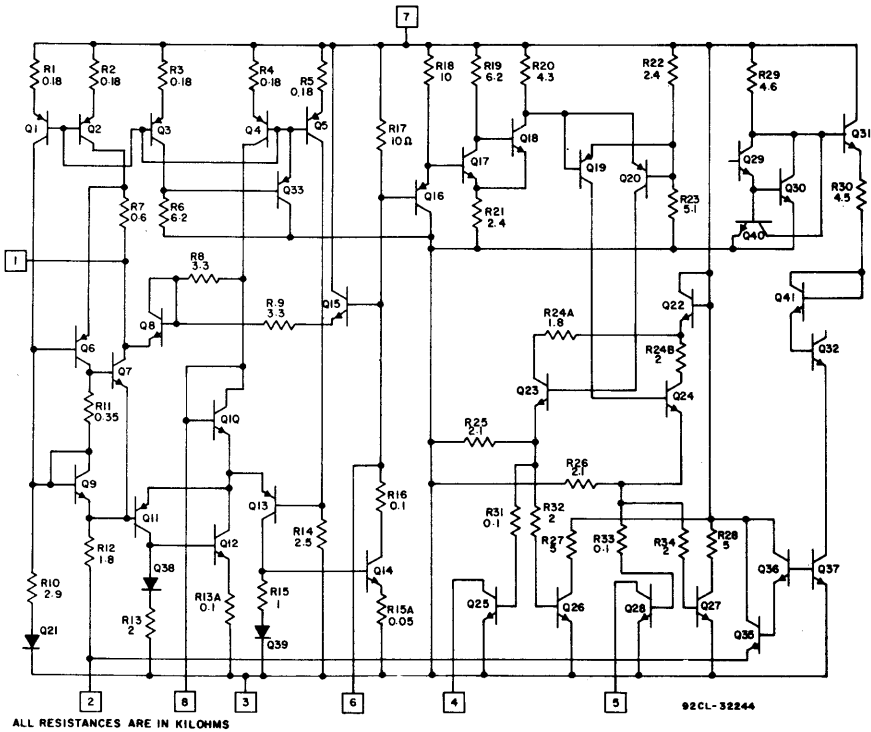 7
R1
0.18
R2
0.18
R3
0.18
R4
0.18
R5
0.18
R17
10Ω
R18
10
R19
6.2
R20
4.3
R22
2.4
R29
4.6
Q1
Q2
Q3
Q4
Q5
Q33
Q16
Q17
Q18
Q19
Q20
Q29
Q30
Q31
R30
4.5
R7
0.6
R6
6.2
R21
2.4
R23
5.1
Q40
1
R8
3.3
R.9
3.3
Q8
Q15
Q22
Q41
Q6
Q7
R24A
1.8
R24B
2
Q32
R11
0.35
Q10
Q23
Q24
R25
2.1
Q9
Q11
Q12
Q13
R26
2.1
R16
0.1
R14
2.5
R31
0.1
R32
2
R27
5
R33
0.1
R34
2
R28
5
R12
1.8
Q38
Q14
Q36
Q37
R10
2.9
R13A
0.1
R15
1
R15A
0.05
Q25
Q26
Q28
Q27
R13
2
Q21
Q39
Q35
2
8
3
6
4
5
92CL-32244
ALL RESISTANCES ARE IN KILOHMS